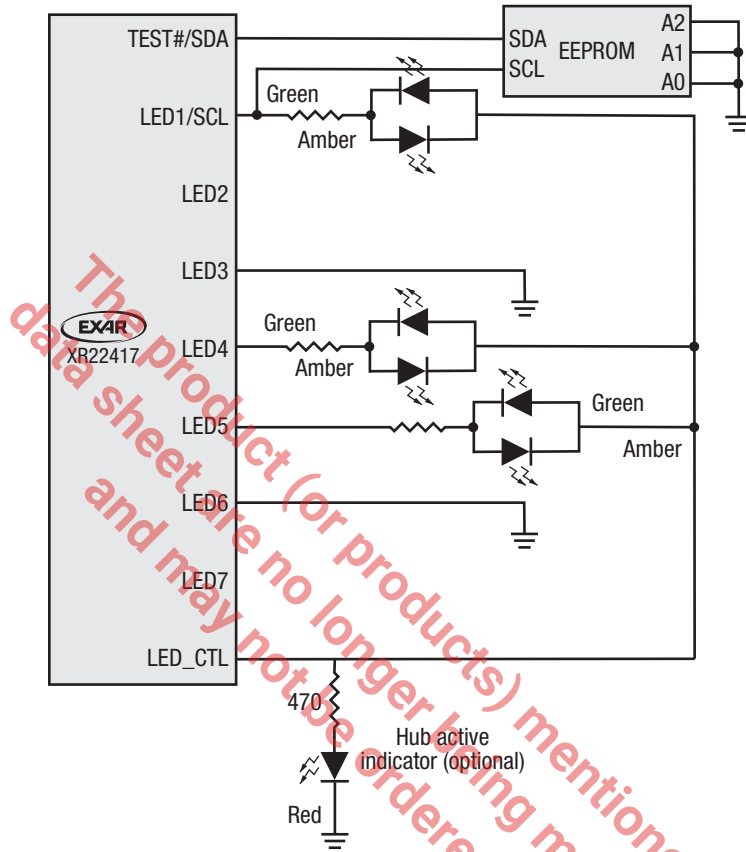 TEST#/SDA
LED1/SCL
LED2
LED3
LED4
LED5
LED6
LED7
LED_CTL
EXAR
XR22417
SDA
SCL
EEPROM
A2
A1
A0
Green
Amber
Green
Amber
Green
Amber
470
Hub active
indicator (optional)
Red
The product (or products) mentione
data sheet are no longer being m
and may not be ordere